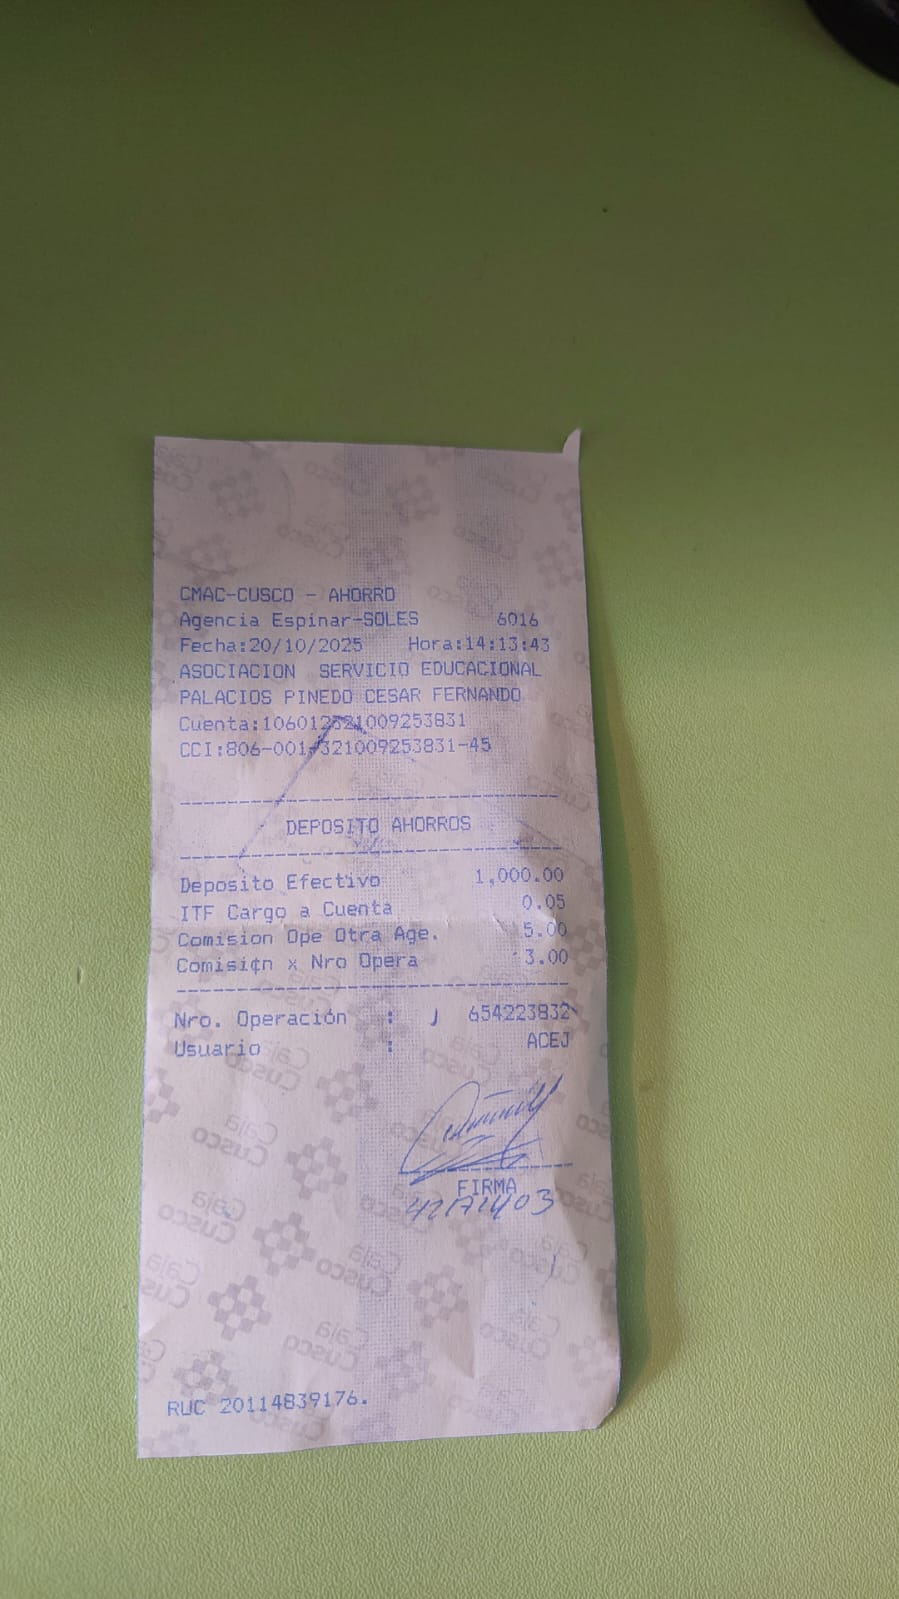 CMAC-CUSCO - AHORRO
Agencia Espinar-SOLES 6016
Fecha:20/10/2025 Hora:14:13:43
ASOCIACION SERVICIO EDUCACIONAL
PALACIOS PINEDO CESAR FERNANDO
Cuenta:106012321009253831
CCI:806-001-321009253831-45
DEPOSITO AHORROS
Deposito Efectivo 1,000.00
ITF Cargo a Cuenta 0.05
Comision Ope Otra Age. 5.00
Comisi¢n x Nro Opera 3.00
Nro. Operación : 654223832
Usuario : ACEJ
FIRMA
RUC 20114839176.
Caja Cusco